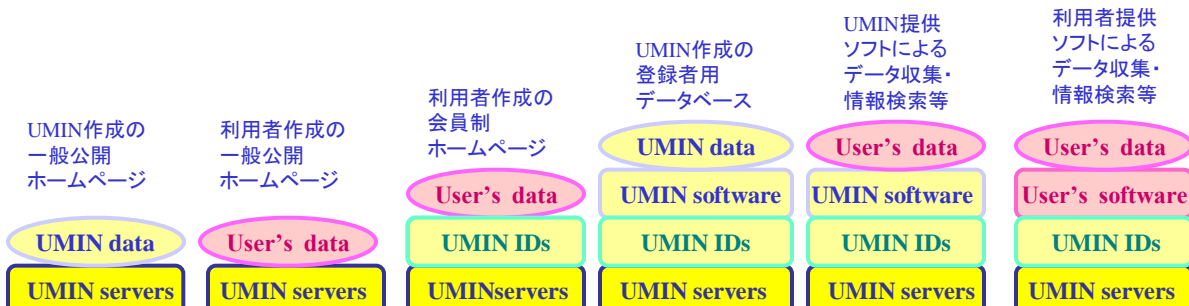 UMIN作成の
一般公開
ホームページ
UMIN data
UMIN servers
利用者作成の
一般公開
ホームページ
User's data
UMIN servers
利用者作成の
会員制
ホームページ
User's data
UMIN IDs
UMINservers
UMIN作成の
登録者用
データベース
UMIN data
UMIN software
UMIN IDs
UMIN servers
UMIN提供
ソフトによる
データ収集・
情報検索等
User's data
UMIN software
UMIN IDs
UMIN servers
利用者提供
ソフトによる
データ収集・
情報検索等
User's data
User's software
UMIN IDs
UMIN servers